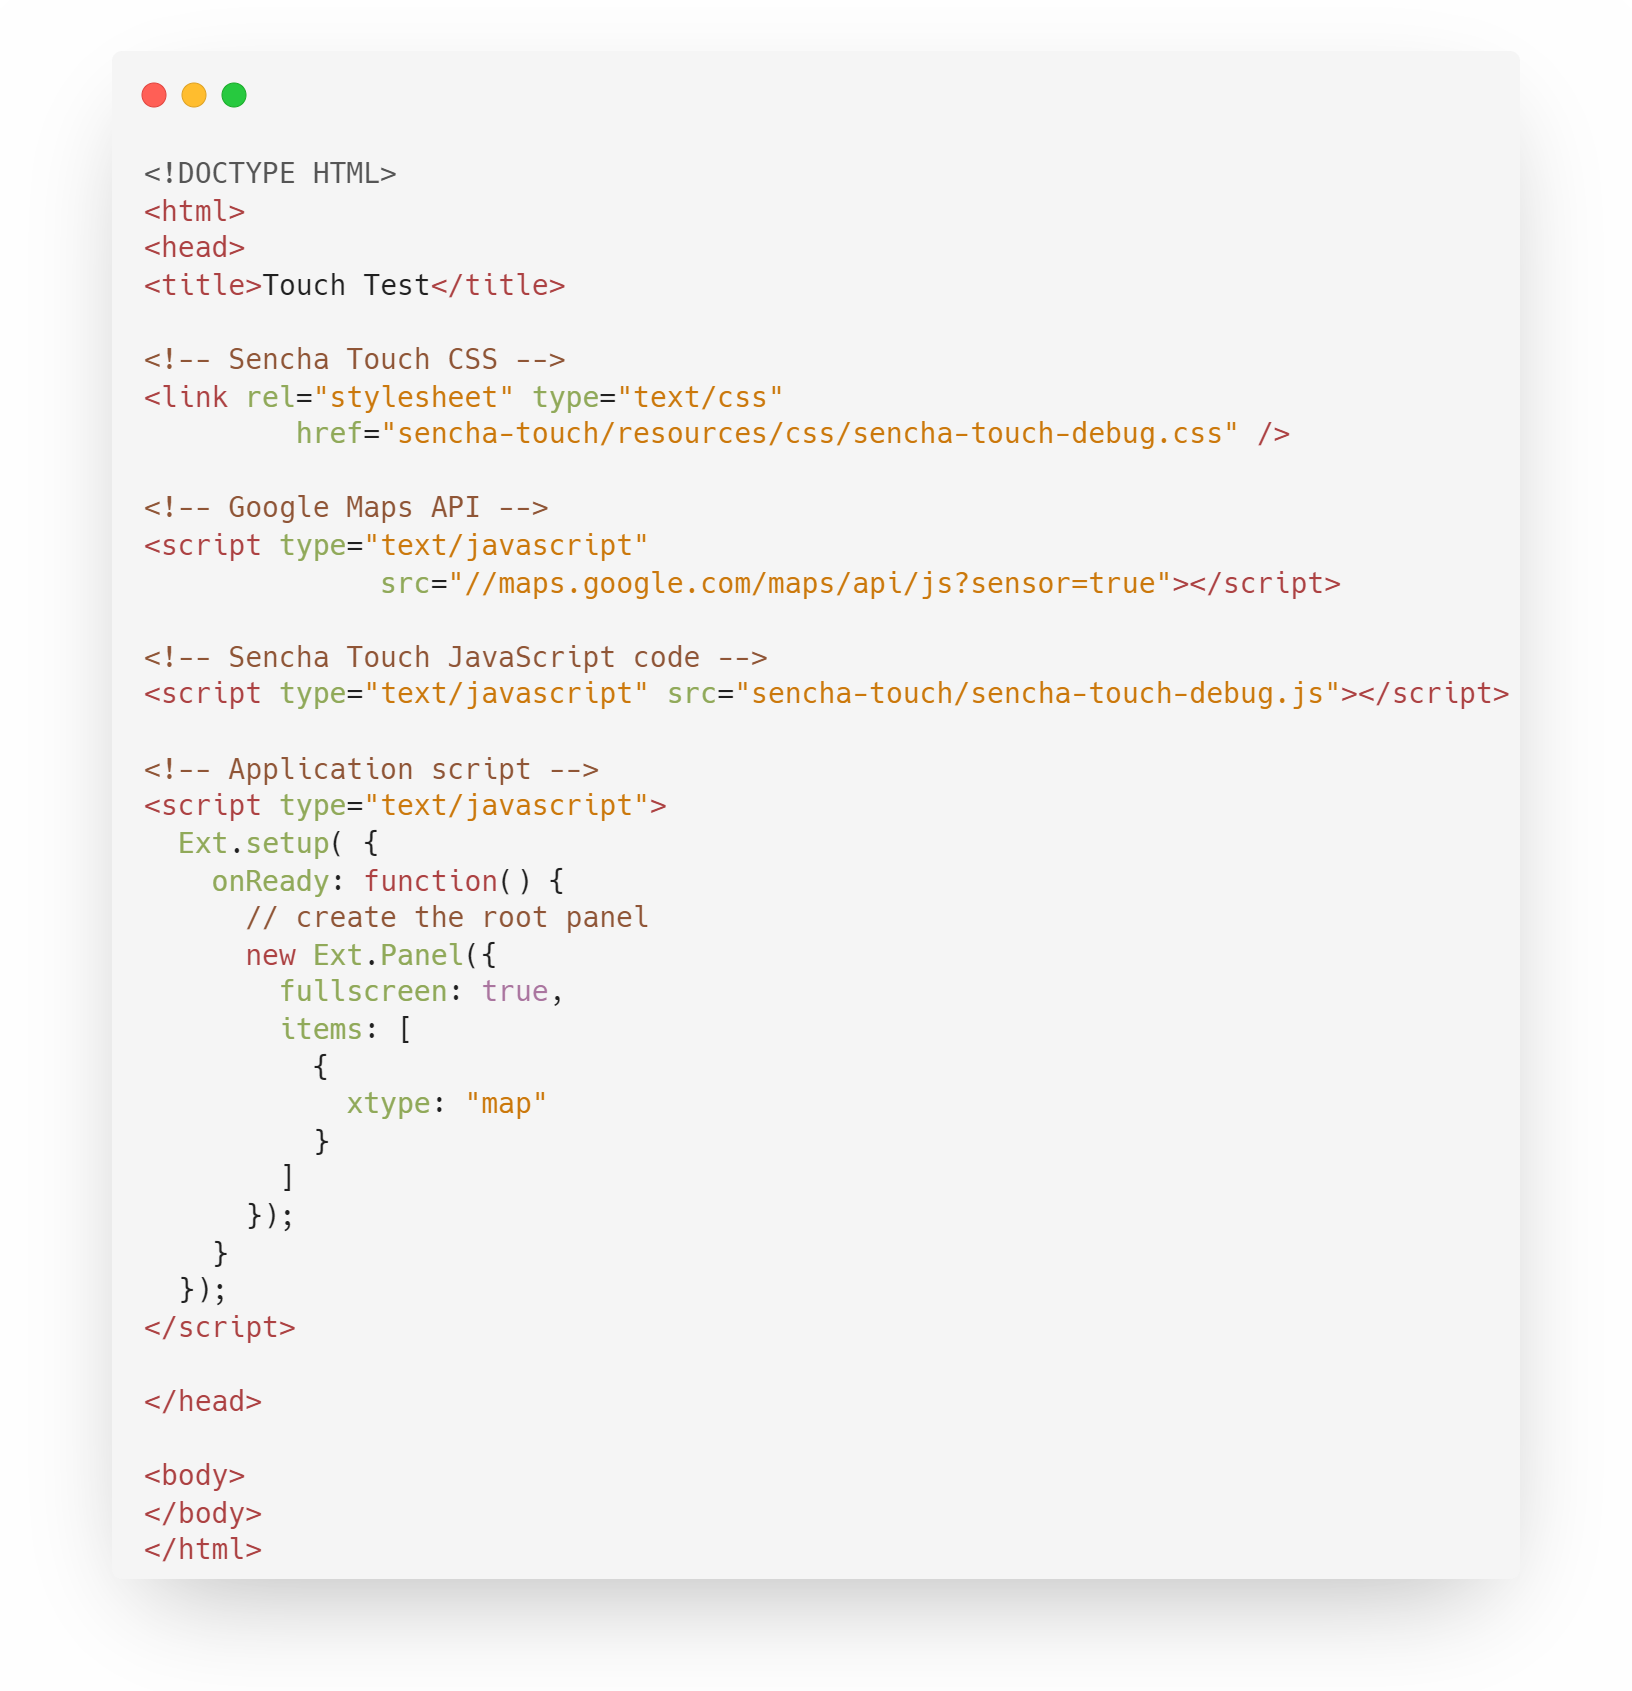 <!DOCTYPE HTML>
<html>
<head>
<title>Touch Test</title>

<!-- Sencha Touch CSS -->
<link rel="stylesheet" type="text/css"
         href="sencha-touch/resources/css/sencha-touch-debug.css" />

<!-- Google Maps API -->
<script type="text/javascript"
              src="//maps.google.com/maps/api/js?sensor=true"></script>

<!-- Sencha Touch JavaScript code -->
<script type="text/javascript" src="sencha-touch/sencha-touch-debug.js"></script>

<!-- Application script -->
<script type="text/javascript">
  Ext.setup( {
    onReady: function() {
      // create the root panel
      new Ext.Panel({
        fullscreen: true,
        items: [
          {
            xtype: "map"
          }
        ]
      });
    }
  });
</script>

</head>

<body>
</body>
</html>